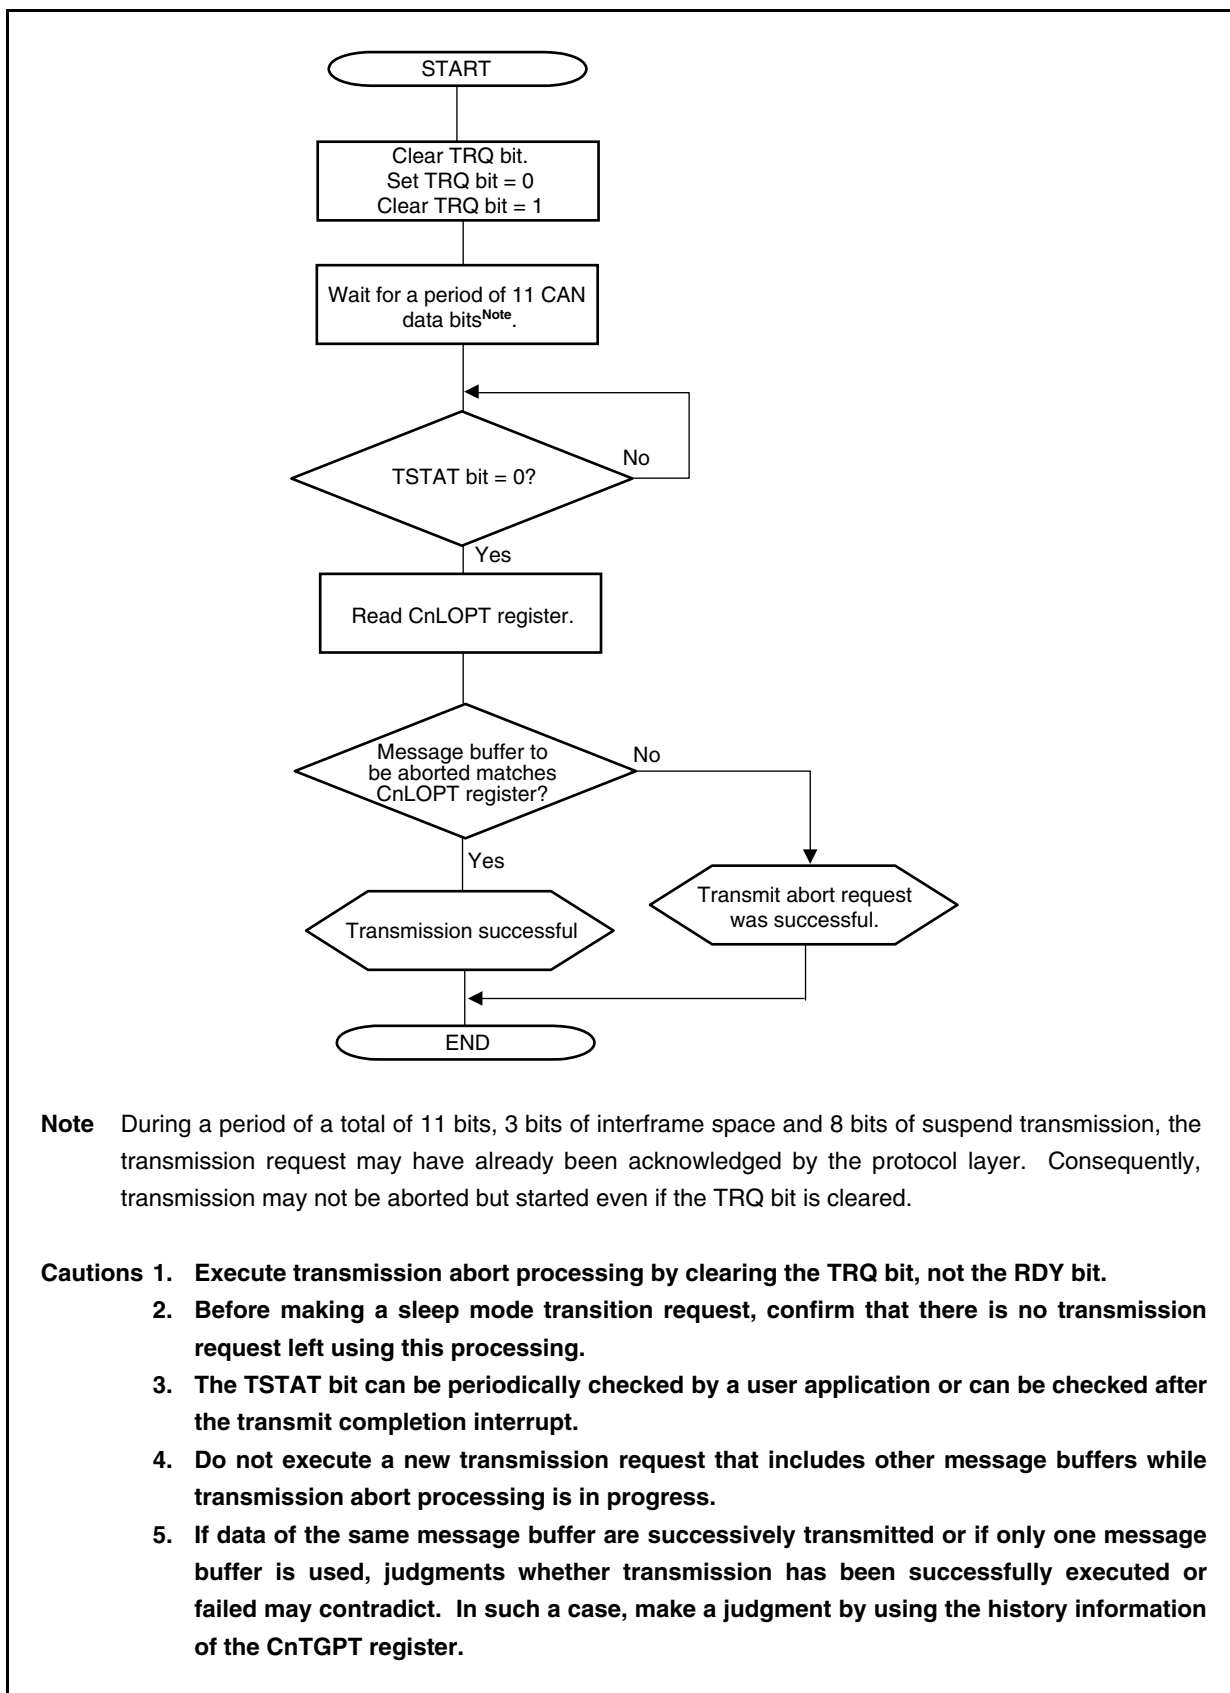 START
Clear TRQ bit.
Set TRQ bit = 0
Clear TRQ bit = 1
Wait for a period of 11 CAN
data bitsNote.
TSTAT bit = 0?
No
Yes
Read CnLOPT register.
Message buffer to
be aborted matches
CnLOPT register?
No
Yes
Transmit abort request
was successful.
Transmission successful
END
Note During a period of a total of 11 bits, 3 bits of interframe space and 8 bits of suspend transmission, the
transmission request may have already been acknowledged by the protocol layer. Consequently,
transmission may not be aborted but started even if the TRQ bit is cleared.
Cautions 1. Execute transmission abort processing by clearing the TRQ bit, not the RDY bit.
2. Before making a sleep mode transition request, confirm that there is no transmission
request left using this processing.
3. The TSTAT bit can be periodically checked by a user application or can be checked after
the transmit completion interrupt.
4. Do not execute a new transmission request that includes other message buffers while
transmission abort processing is in progress.
5. If data of the same message buffer are successively transmitted or if only one message
buffer is used, judgments whether transmission has been successfully executed or
failed may contradict. In such a case, make a judgment by using the history information
of the CnTGPT register.